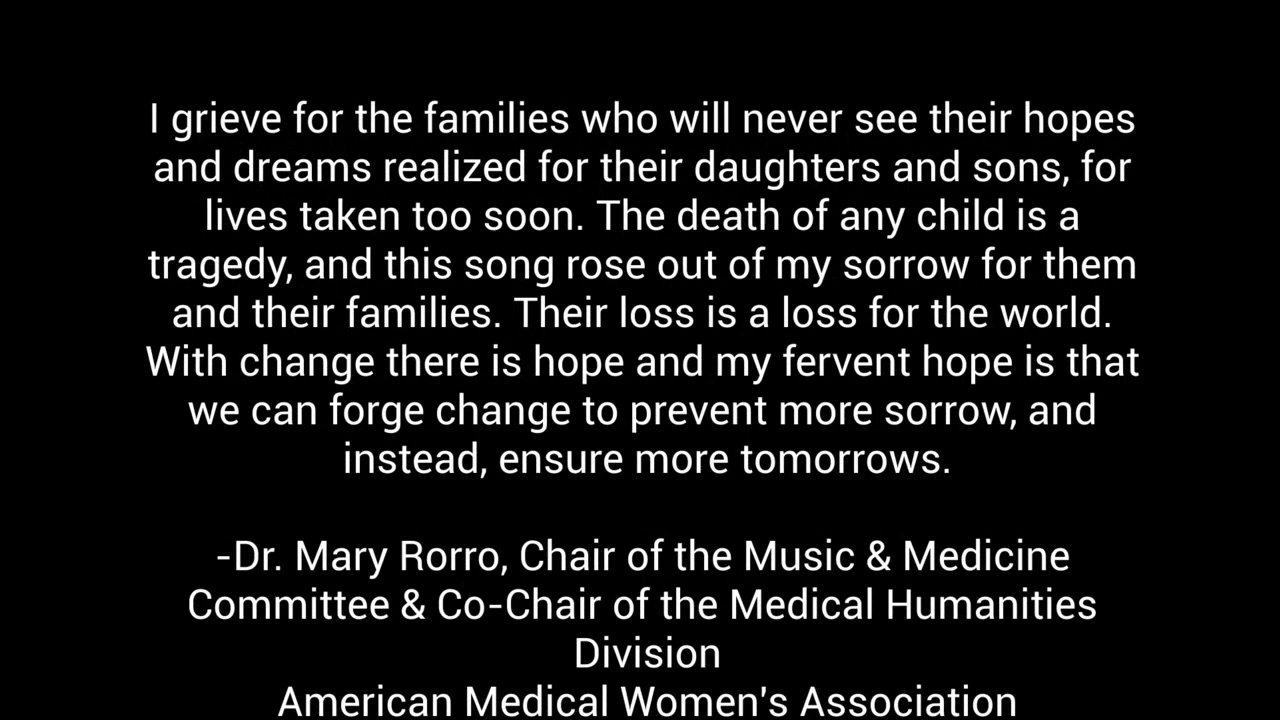 I grieve for the families who will never see their hopes
and dreams realized for their daughters and sons, for
lives taken too soon. The death of any child is a
tragedy, and this song rose out of my sorrow for them
and their families. Their loss is a loss for the world.
With change there is hope and my fervent hope is that
we can forge change to prevent more sorrow, and
instead, ensure more tomorrows.
-Dr. Mary Rorro, Chair of the Music & Medicine
Committee & Co-Chair of the Medical Humanities
Division
American Medical Women's Association